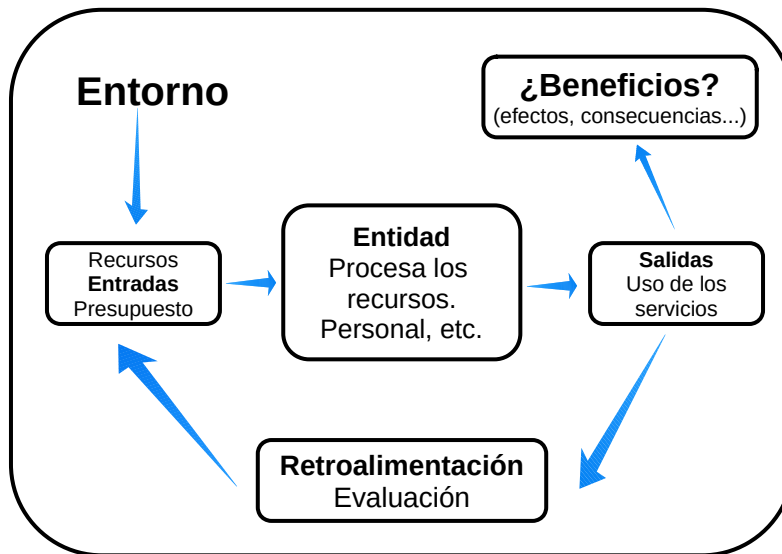 Entorno
¿Beneficios?
(efectos, consecuencias...)
Recursos
Entradas
Presupuesto
Entidad
Procesa los
recursos.
Personal, etc.
Salidas
Uso de los
servicios
Retroalimentación
Evaluación